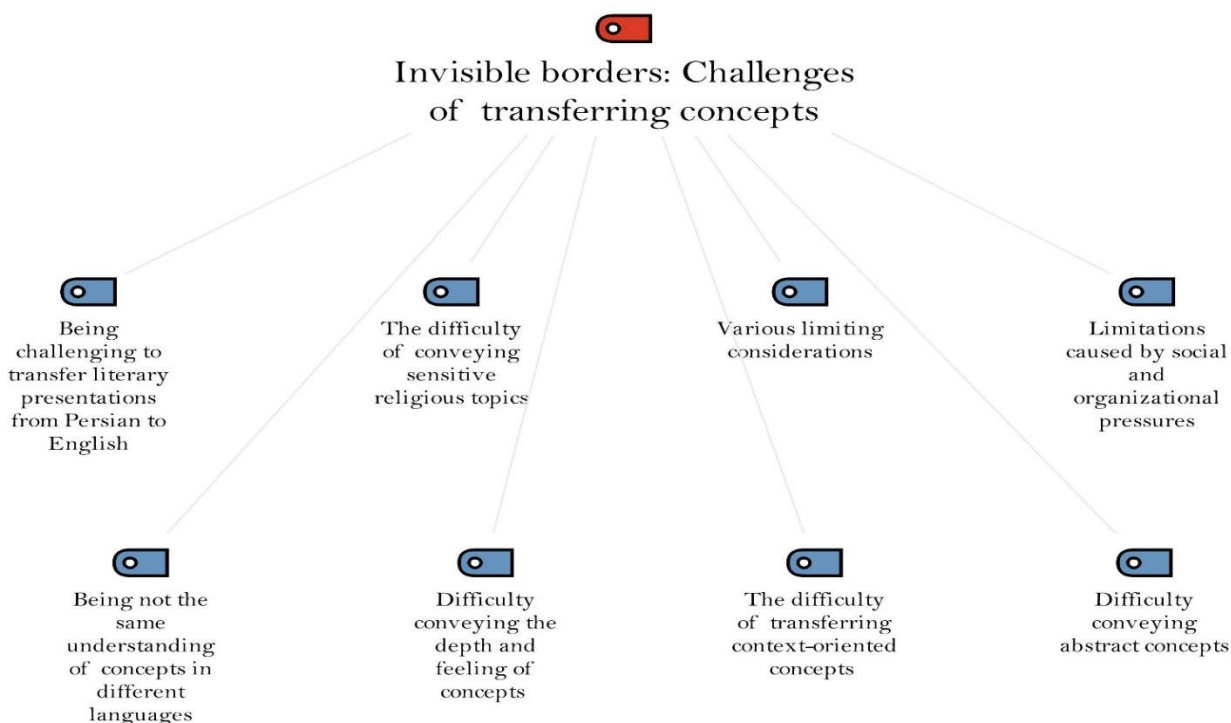 Invisible borders: Challenges
of transferring concepts
Being
challenging to
transfer literary
presentations
from Persian to
English
The difficulty
of conveying
sensitive
religious topics
Various limiting
considerations
Limitations
caused by social
and
organizational
pressures
Being not the
same
understanding
of concepts in
different
languages
Difficulty
conveying the
depth and
feeling of
concepts
The difficulty
of transferring
context-oriented
concepts
Difficulty
conveying
abstract concepts